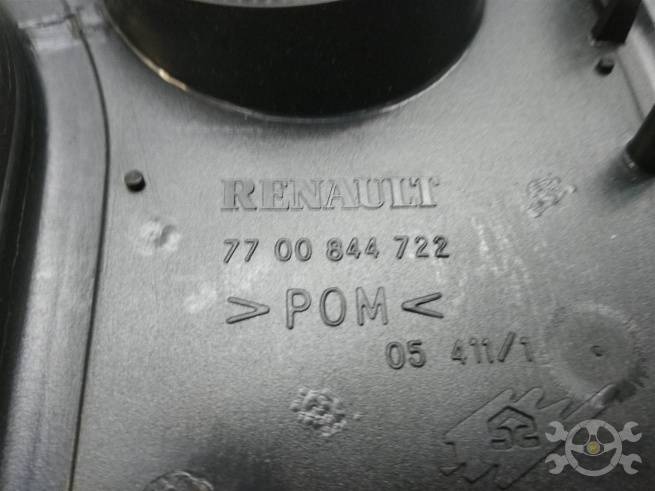 RENAULT
77 00 844 722
>POM<
05 411/1